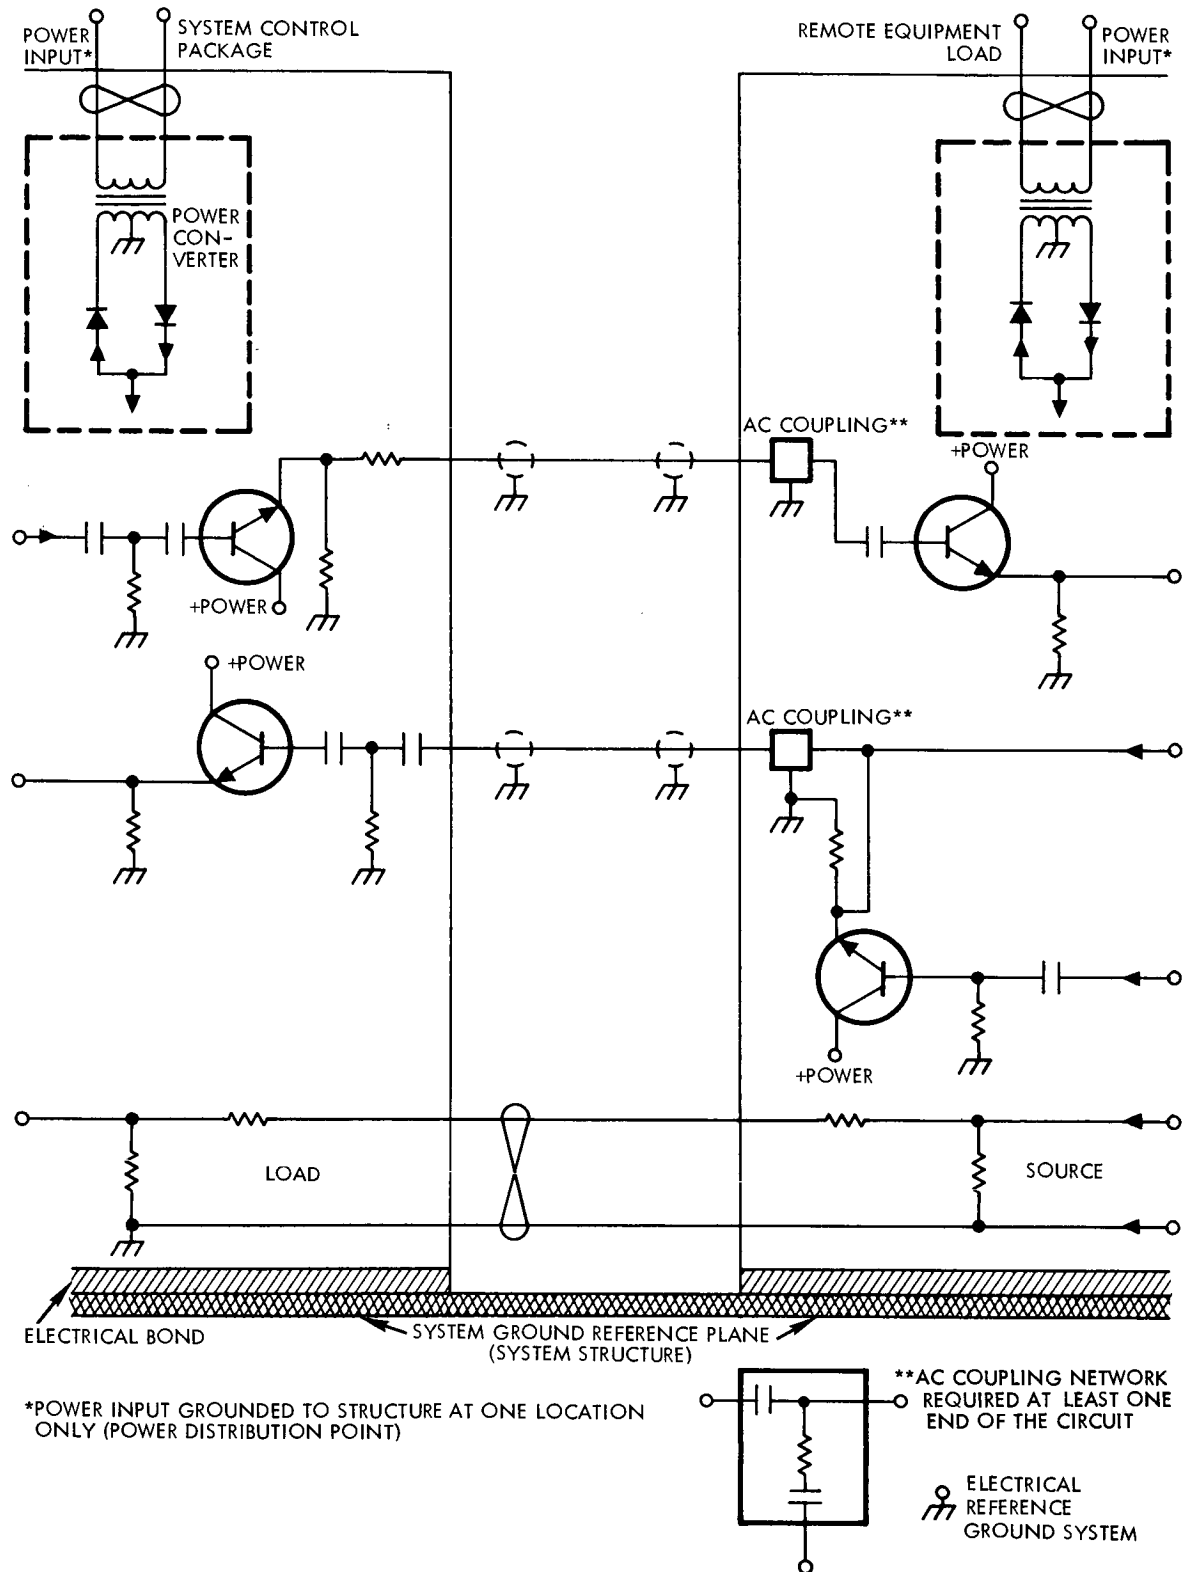 POWER
INPUT*
SYSTEM CONTROL
PACKAGE
REMOTE EQUIPMENT
LOAD
POWER
INPUT*
POWER
CON-
VERTER
AC COUPLING**
+POWER
+POWER
+POWER
AC COUPLING**
+POWER
LOAD
SOURCE
ELECTRICAL BOND
SYSTEM GROUND REFERENCE PLANE
(SYSTEM STRUCTURE)
*POWER INPUT GROUNDED TO STRUCTURE AT ONE LOCATION
ONLY (POWER DISTRIBUTION POINT)
**AC COUPLING NETWORK
REQUIRED AT LEAST ONE
END OF THE CIRCUIT
ELECTRICAL
REFERENCE
GROUND SYSTEM